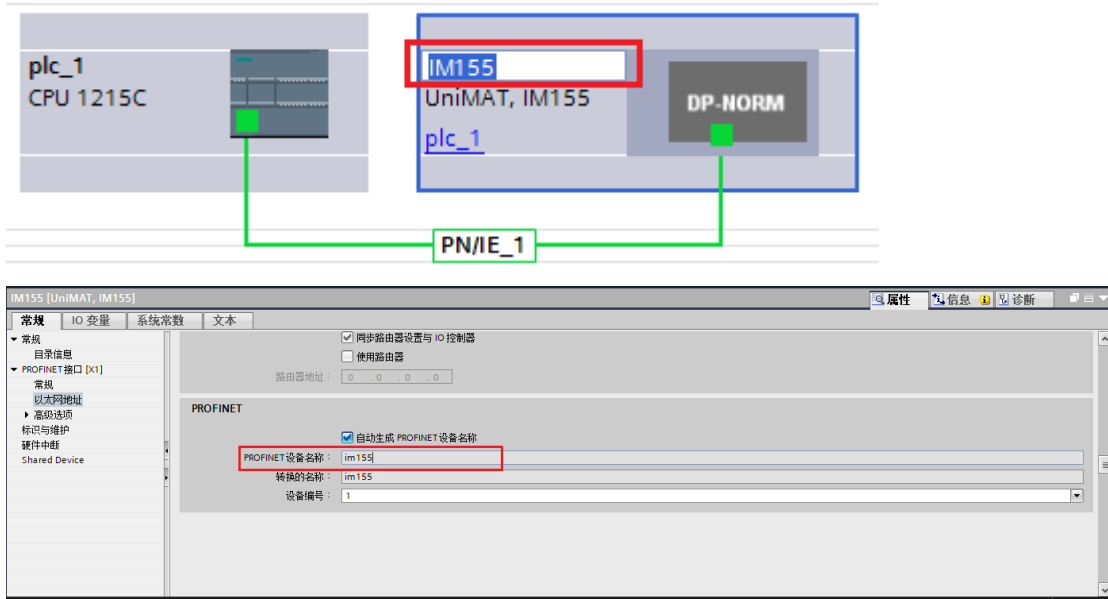 plc_1
CPU 1215C
IM155
UniMAT, IM155
DP-NORM
plc_1
PN/IE_1
IM155 [UniMAT, IM155]
属性 信息 诊断
常规 IO 变量 系统常数 文本
常规
目录信息
PROFINET接口 [X1]
常规
以太网地址
高级选项
标识与维护
硬件中断
Shared Device
同步路由器设置与 IO 控制器
使用路由器
路由器地址: 0 . 0 . 0 . 0
PROFINET
自动生成 PROFINET设备名称
PROFINET设备名称: im155
转换的名称: im155
设备编号: 1